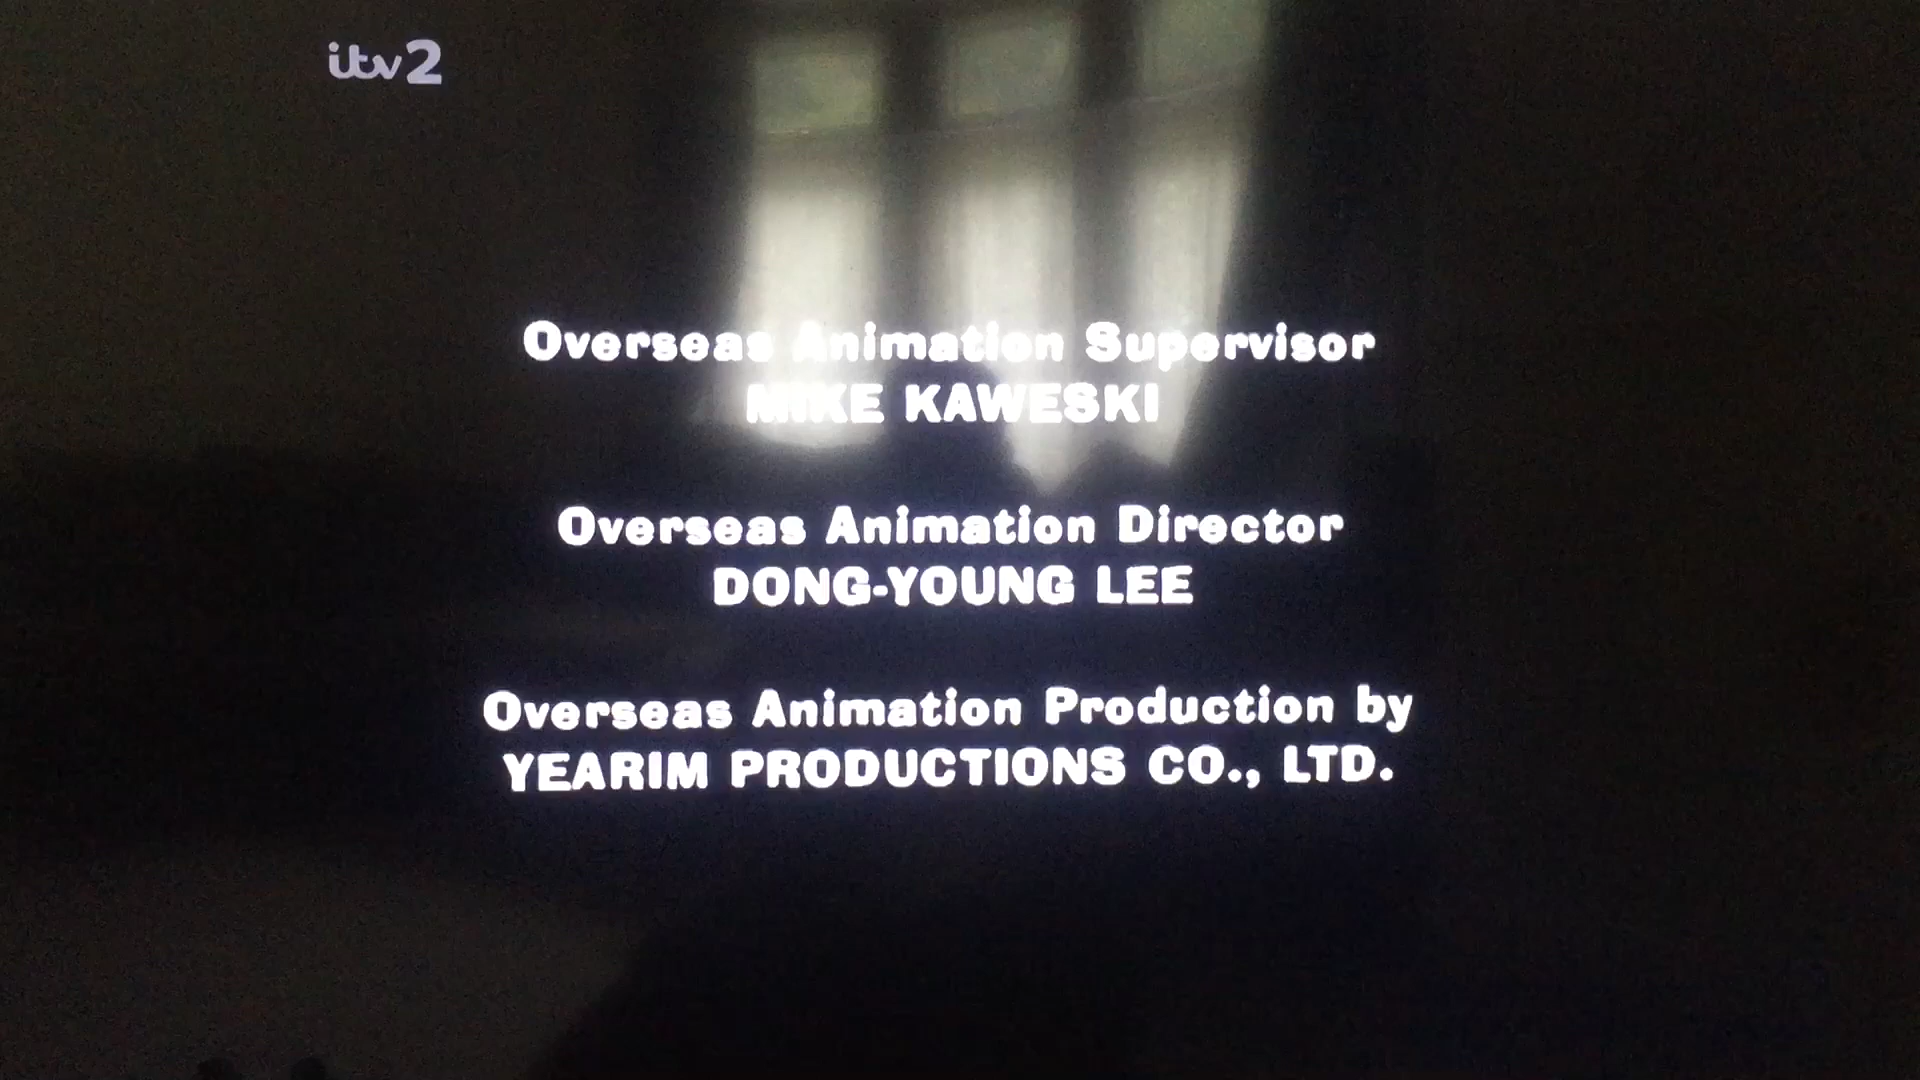 itv2
Overseas Animation Supervisor
MIKE KAWESKI
Overseas Animation Director
DONG-YOUNG LEE
Overseas Animation Production by
YEARIM PRODUCTIONS CO., LTD.